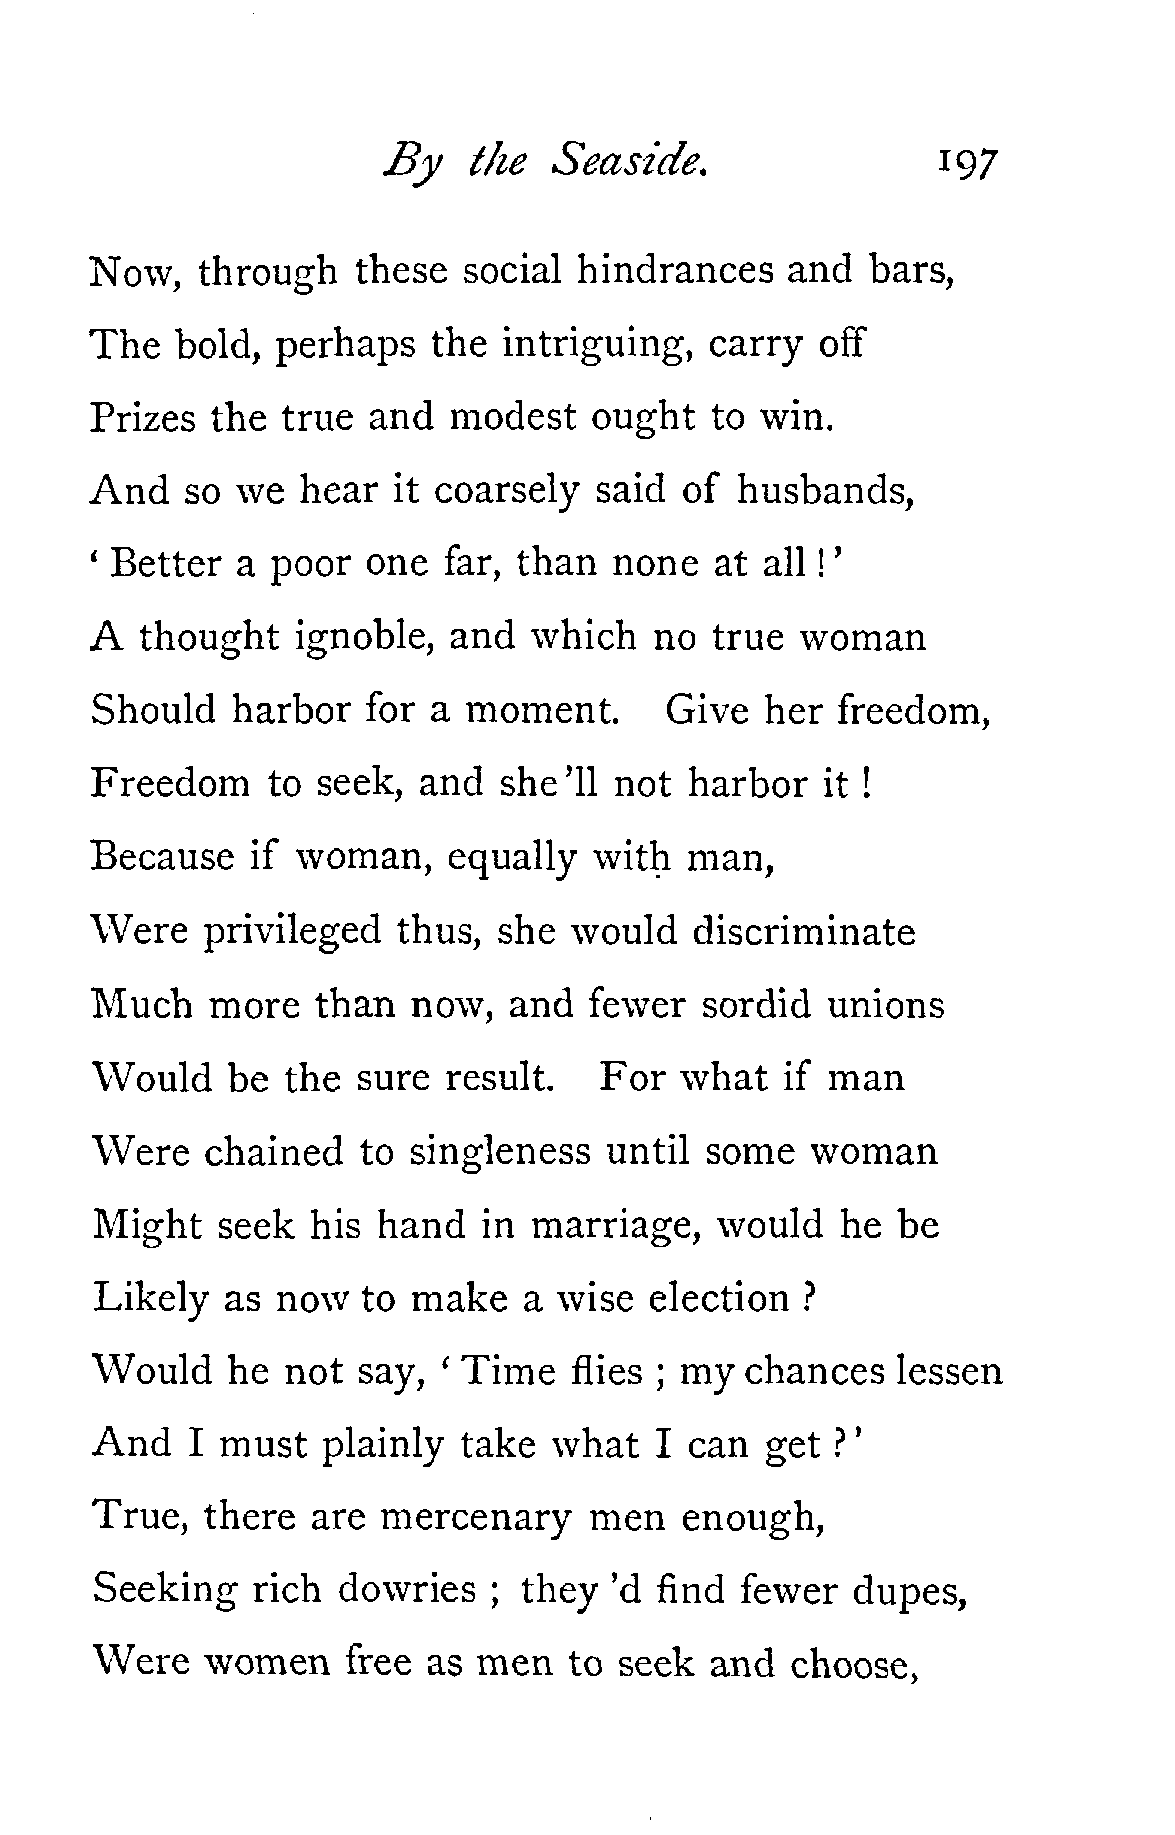 By the Seaside. 197
Now, through these social hindrances and bars,
The bold, perhaps the intriguing, carry off
Prizes the true and modest ought to win.
And so we hear it coarsely said of husbands,
‘ Better a poor one far, than none at all ! ’
A thought ignoble, and which no true woman
Should harbor for a moment. Give her freedom,
Freedom to seek, and she ’ll not harbor it !
Because if woman, equally with man,
Were privileged thus, she would discriminate
Much more than now, and fewer sordid unions
Would be the sure result. For what if man
Were chained to singleness until some woman
Might seek his hand in marriage, would he be
Likely as now to make a wise election ?
Would he not say, ‘ Time flies ; my chances lessen
And I must plainly take what I can get ? ’
True, there are mercenary men enough,
Seeking rich dowries ; they ’d find fewer dupes,
Were women free as men to seek and choose,